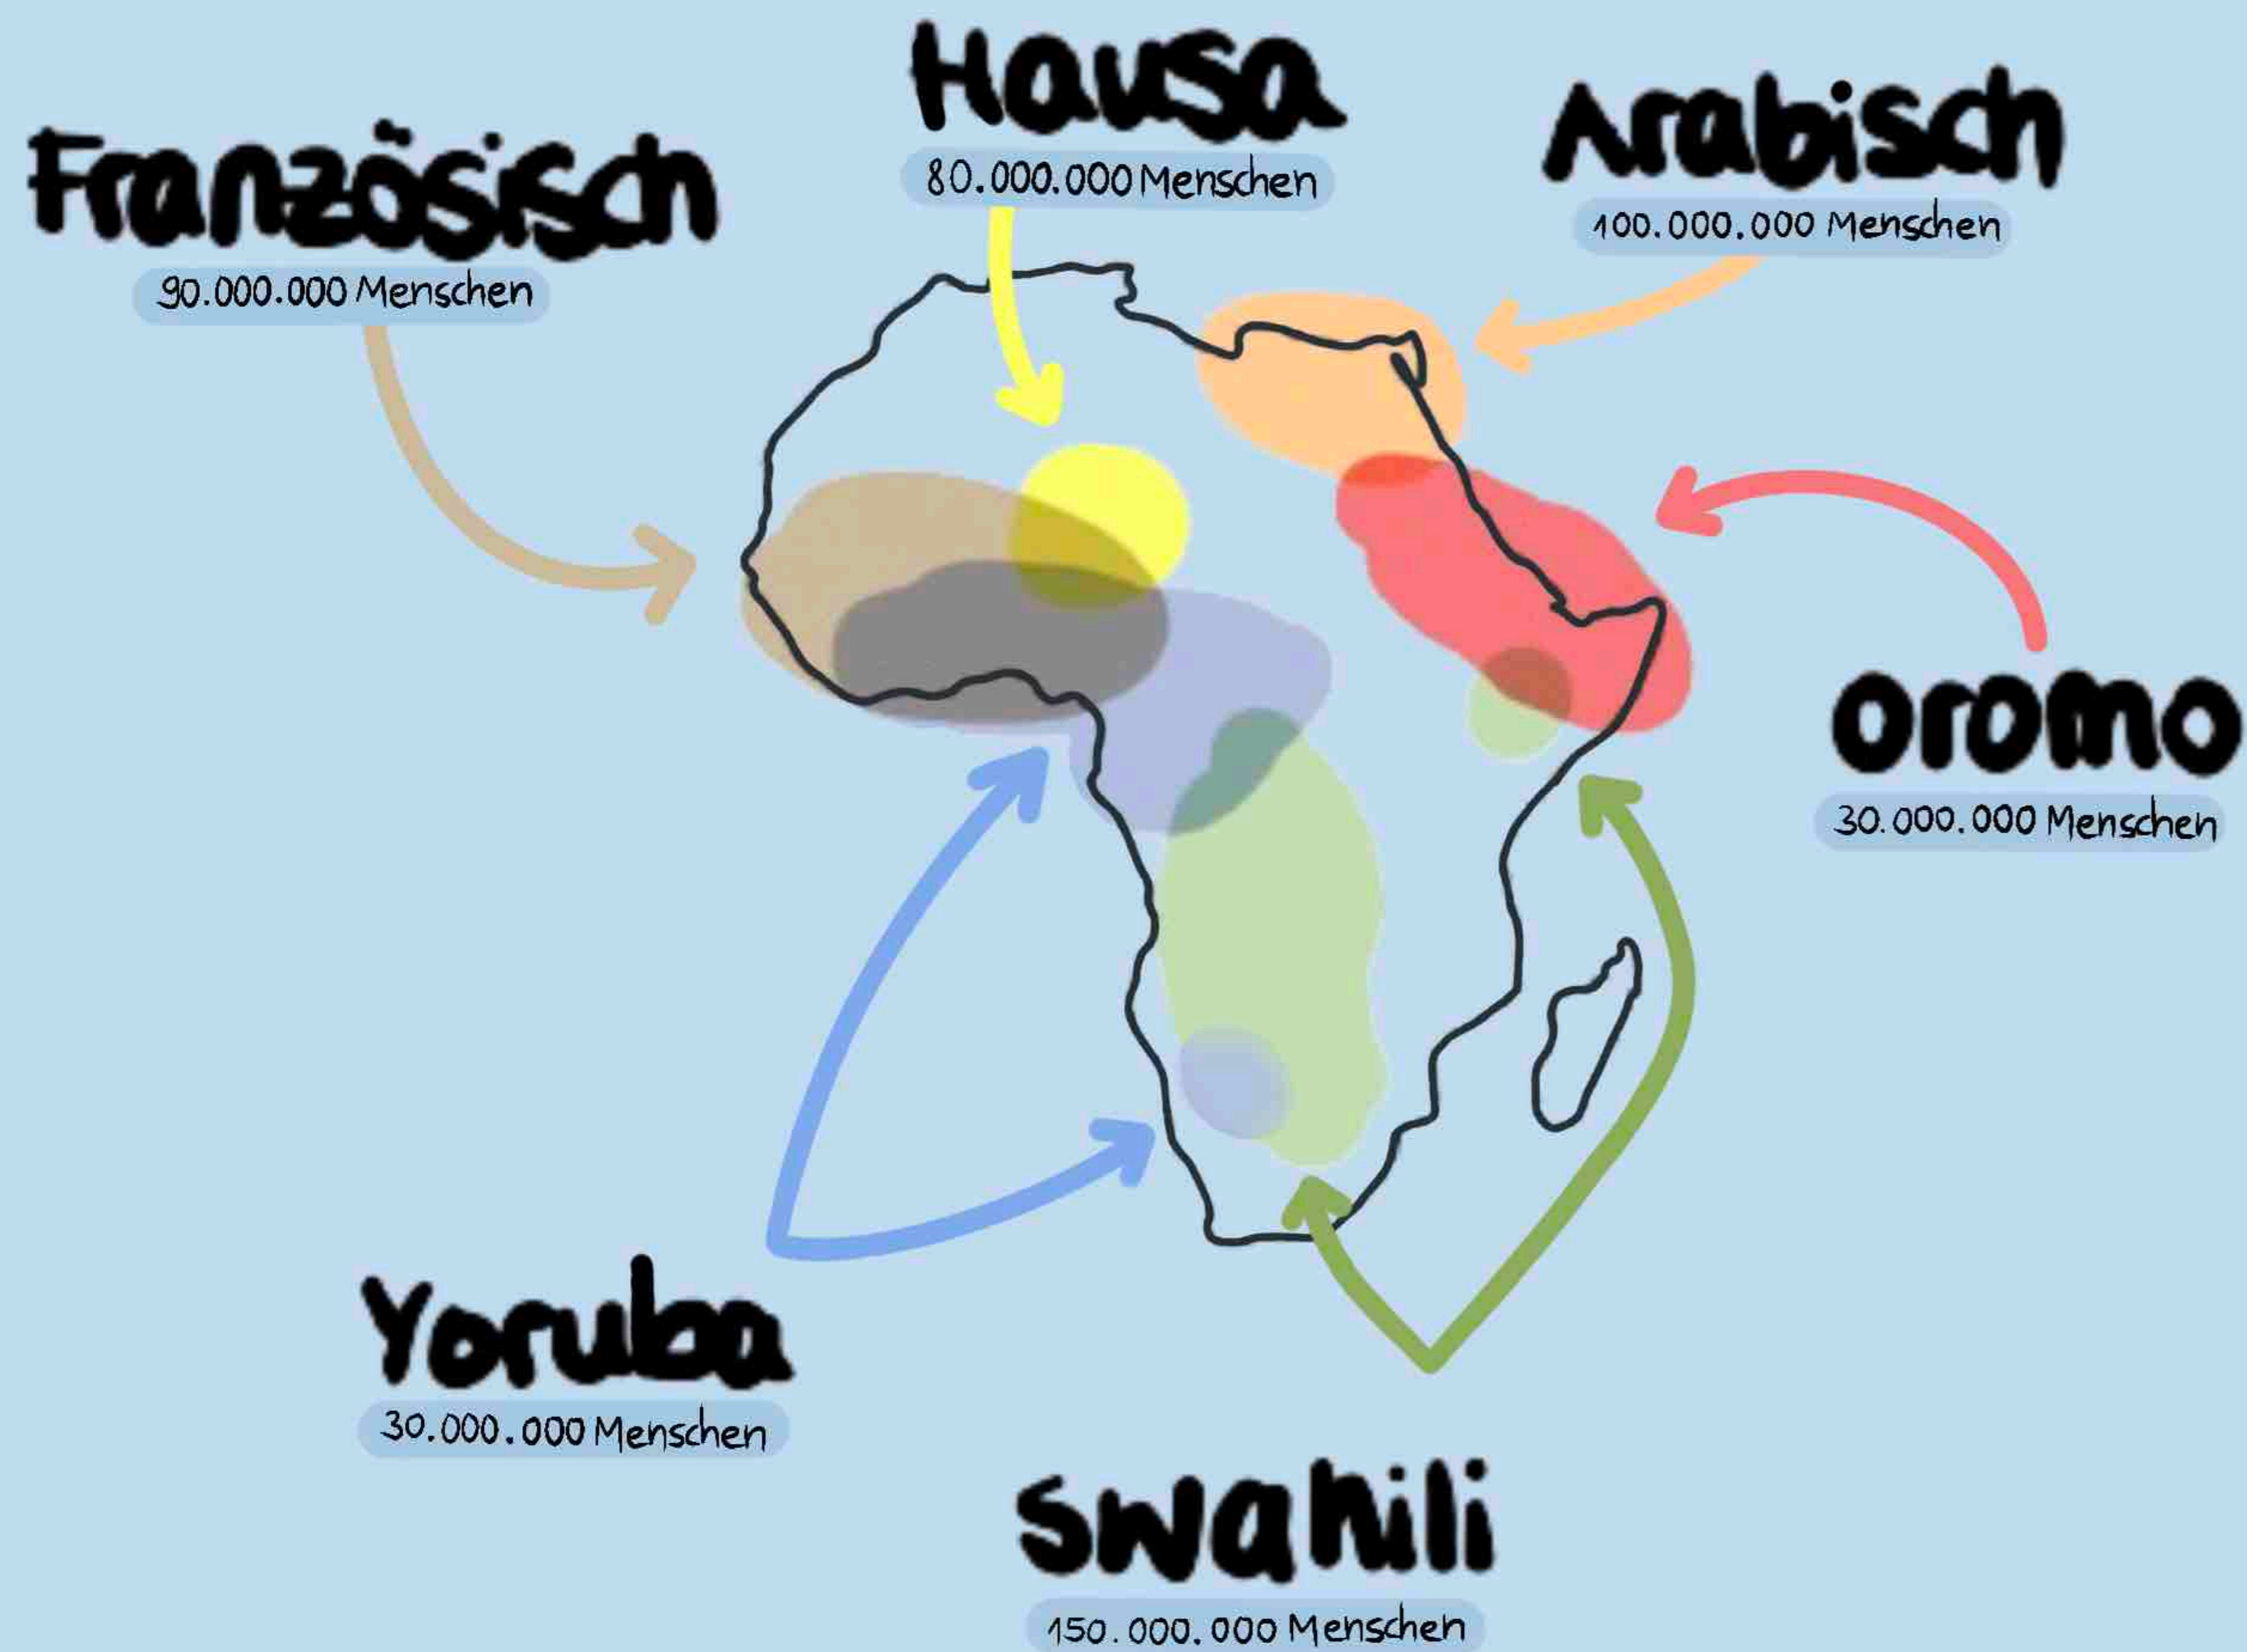 Hausa
80.000.000 Menschen
Arabisch
100.000.000 Menschen
Französisch
90.000.000 Menschen
oromo
30.000.000 Menschen
Yoruba
30.000.000 Menschen
Swahili
150.000.000 Menschen